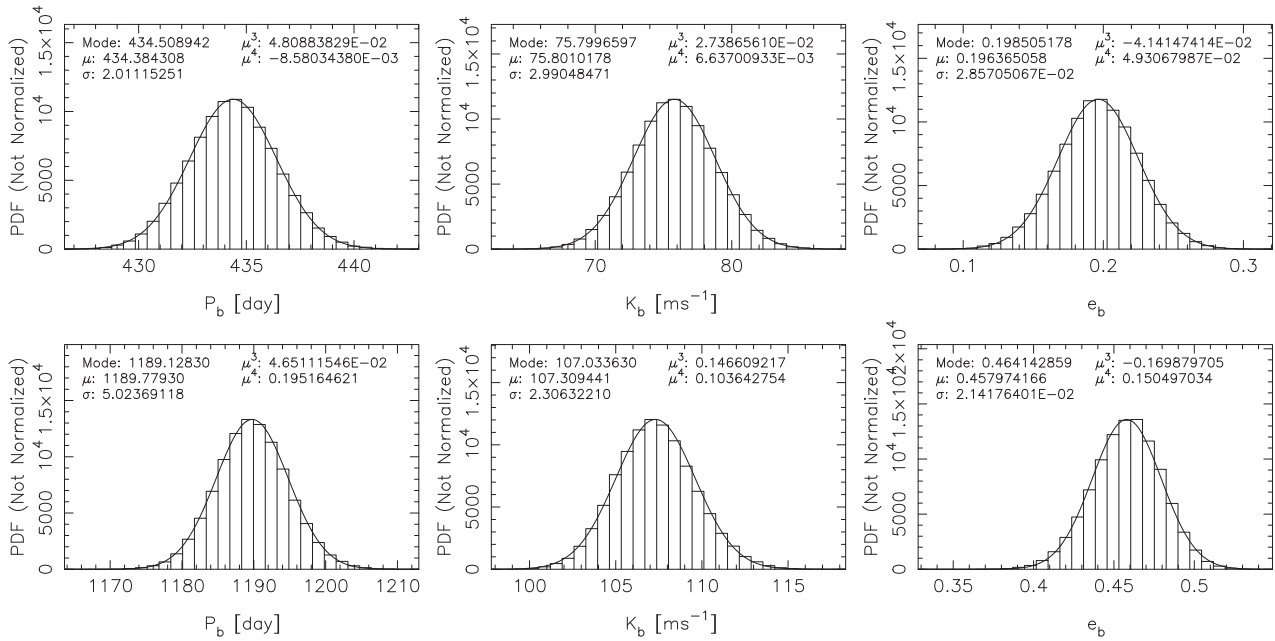 Mode: 434.508942 μ³: 4.80883829E−02
μ: 434.384308 μ⁴: −8.58034380E−03
σ: 2.01115251
PDF (Not Normalized)
0 5000 10⁴ 1.5×10⁴
430 435 440
P_b [day]
Mode: 75.7996597 μ³: 2.73865610E−02
μ: 75.8010178 μ⁴: 6.63700933E−03
σ: 2.99048471
PDF (Not Normalized)
0 5000 10⁴ 1.5×10⁴
70 80
K_b [ms⁻¹]
Mode: 0.198505178 μ³: −4.14147414E−02
μ: 0.196365058 μ⁴: 4.93067987E−02
σ: 2.85705067E−02
PDF (Not Normalized)
0 5000 10⁴ 1.5×10⁴
0.1 0.2 0.3
e_b
Mode: 1189.12830 μ³: 4.65111546E−02
μ: 1189.77930 μ⁴: 0.195164621
σ: 5.02369118
PDF (Not Normalized)
0 5000 10⁴ 1.5×10⁴
1170 1180 1190 1200 1210
P_b [day]
Mode: 107.033630 μ³: 0.146609217
μ: 107.309441 μ⁴: 0.103642754
σ: 2.30632210
PDF (Not Normalized)
0 5000 10⁴ 1.5×10⁴
100 105 110 115
K_b [ms⁻¹]
Mode: 0.464142859 μ³: −0.169879705
μ: 0.457974166 μ⁴: 0.150497034
σ: 2.14176401E−02
PDF (Not Normalized)
0 5000 10⁴ 1.5×10⁴ 2×10⁴
0.35 0.4 0.45 0.5
e_b